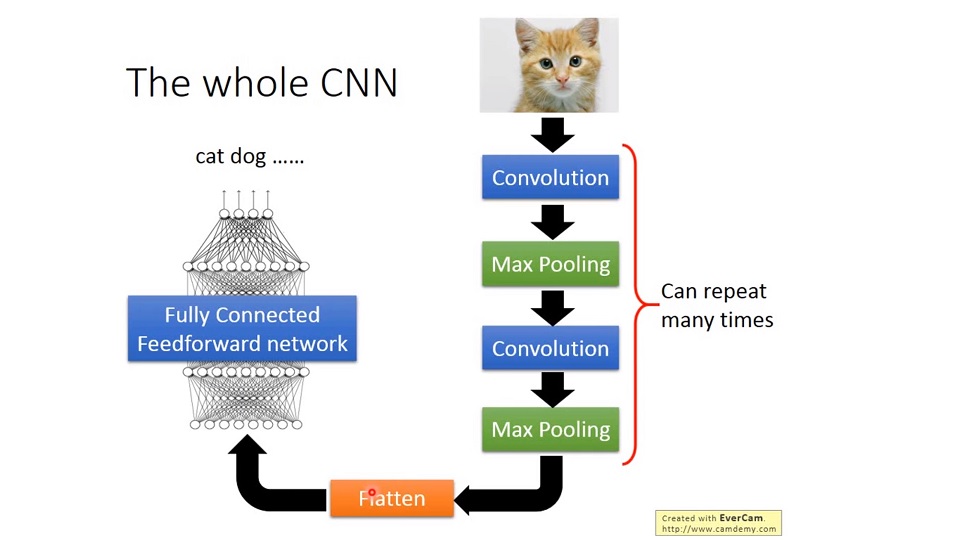 The whole CNN
cat dog ……
Convolution
Max Pooling
Convolution
Max Pooling
Can repeat
many times
Flatten
Fully Connected
Feedforward network
Created with EverCam.
http://www.camdemy.com